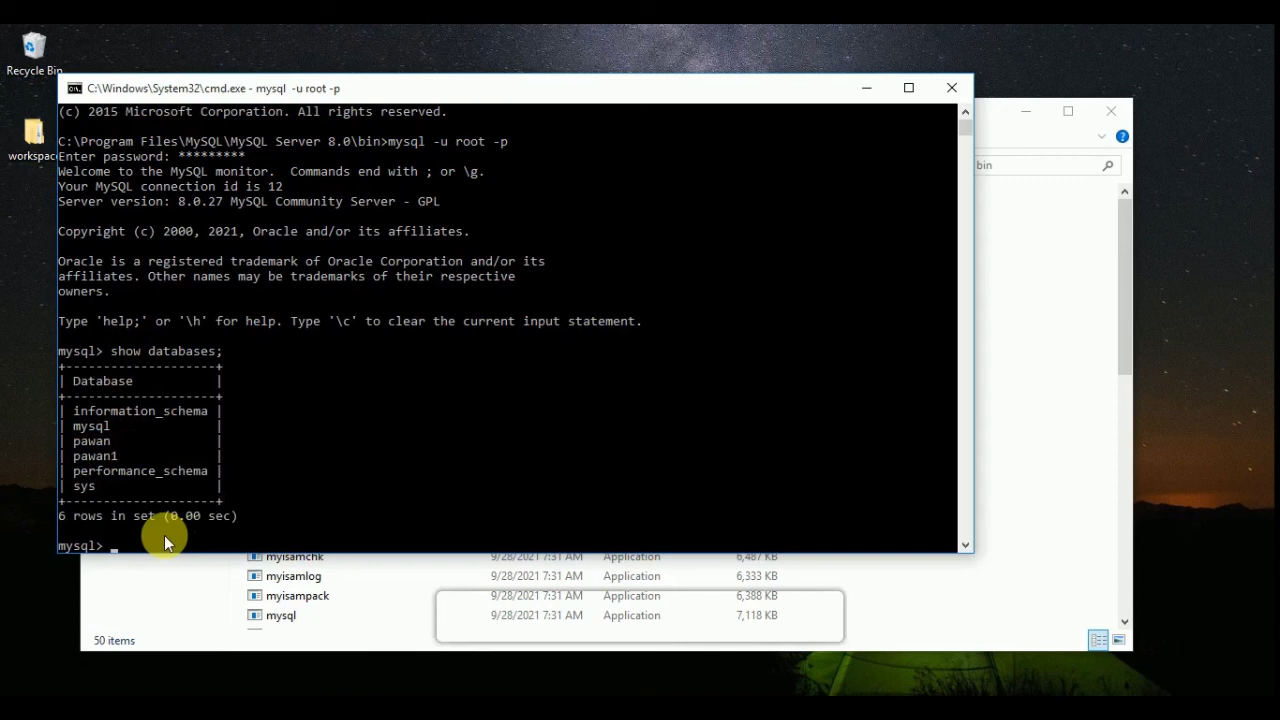 Recycle Bin
C:\Windows\System32\cmd.exe - mysql  -u root -p
(c) 2015 Microsoft Corporation. All rights reserved.
C:\Program Files\MySQL\MySQL Server 8.0\bin>mysql -u root -p
workspace
Enter password: *********
Welcome to the MySQL monitor.  Commands end with ; or \g.
bin
Your MySQL connection id is 12
Server version: 8.0.27 MySQL Community Server - GPL
Copyright (c) 2000, 2021, Oracle and/or its affiliates.
Oracle is a registered trademark of Oracle Corporation and/or its
affiliates. Other names may be trademarks of their respective
owners.
Type 'help;' or '\h' for help. Type '\c' to clear the current input statement.
mysql> show databases;
+--------------------+
| Database           |
+--------------------+
| information_schema |
| mysql              |
| pawan              |
| pawan1             |
| performance_schema |
| sys                |
+--------------------+
6 rows in set (0.00 sec)
mysql> _
myisamchk 9/28/2021 7:31 AM Application 6,487 KB
myisamlog 9/28/2021 7:31 AM Application 6,333 KB
myisampack 9/28/2021 7:31 AM Application 6,388 KB
mysql 9/28/2021 7:31 AM Application 7,118 KB
50 items